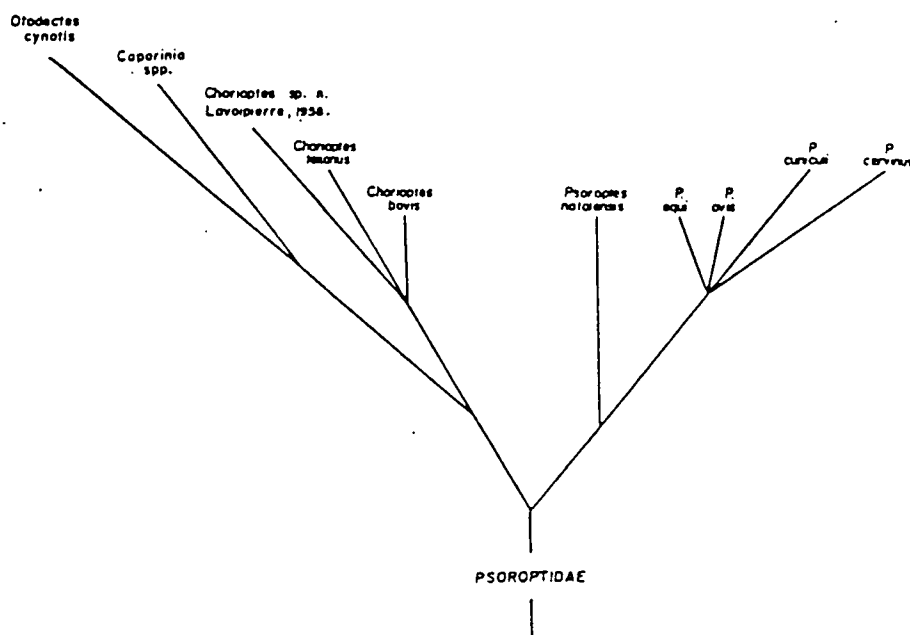 Otodectes
cynotis
Caparinia
spp.
Chorioptes sp. n.
Lavoipierre, 1958.
Chorioptes
texanus
Chorioptes
bovis
Psoroptes
natalensis
P.
equi
P.
ovis
P.
cuniculi
P.
cervinus
PSOROPTIDAE